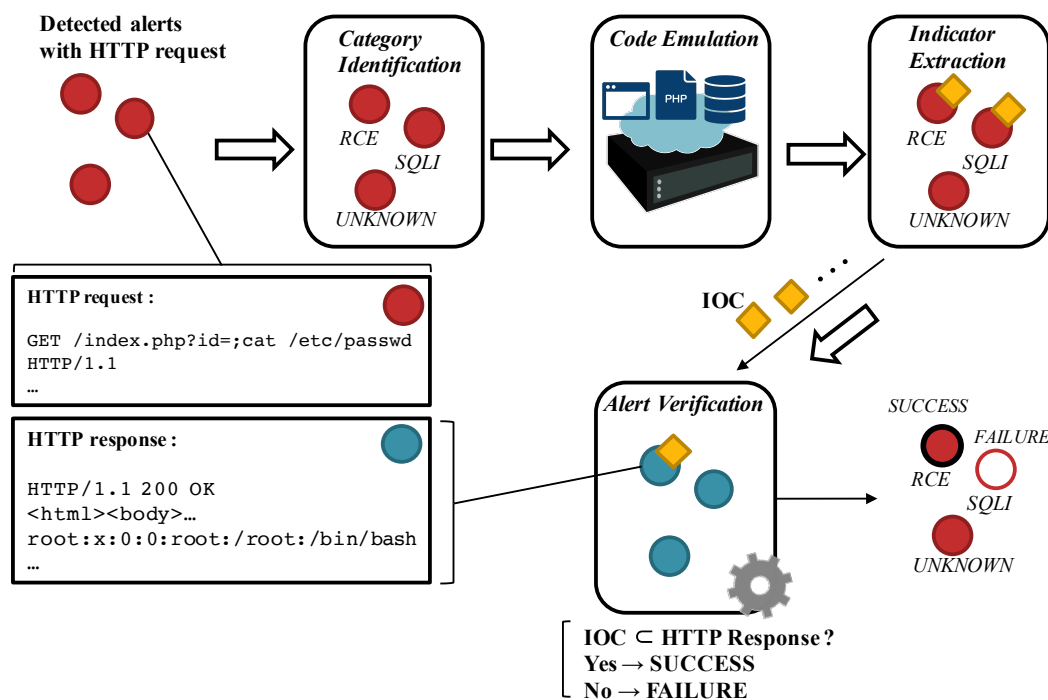 Detected alerts
with HTTP request
Category
Identification
RCE
SQLI
UNKNOWN
Code Emulation
PHP
Indicator
Extraction
RCE
SQLI
UNKNOWN
HTTP request :
GET /index.php?id=;cat /etc/passwd
HTTP/1.1
…
HTTP response :
HTTP/1.1 200 OK
<html><body>…
root:x:0:0:root:/root:/bin/bash
…
IOC
Alert Verification
SUCCESS
FAILURE
RCE
SQLI
UNKNOWN
IOC ⊂ HTTP Response ?
Yes → SUCCESS
No → FAILURE